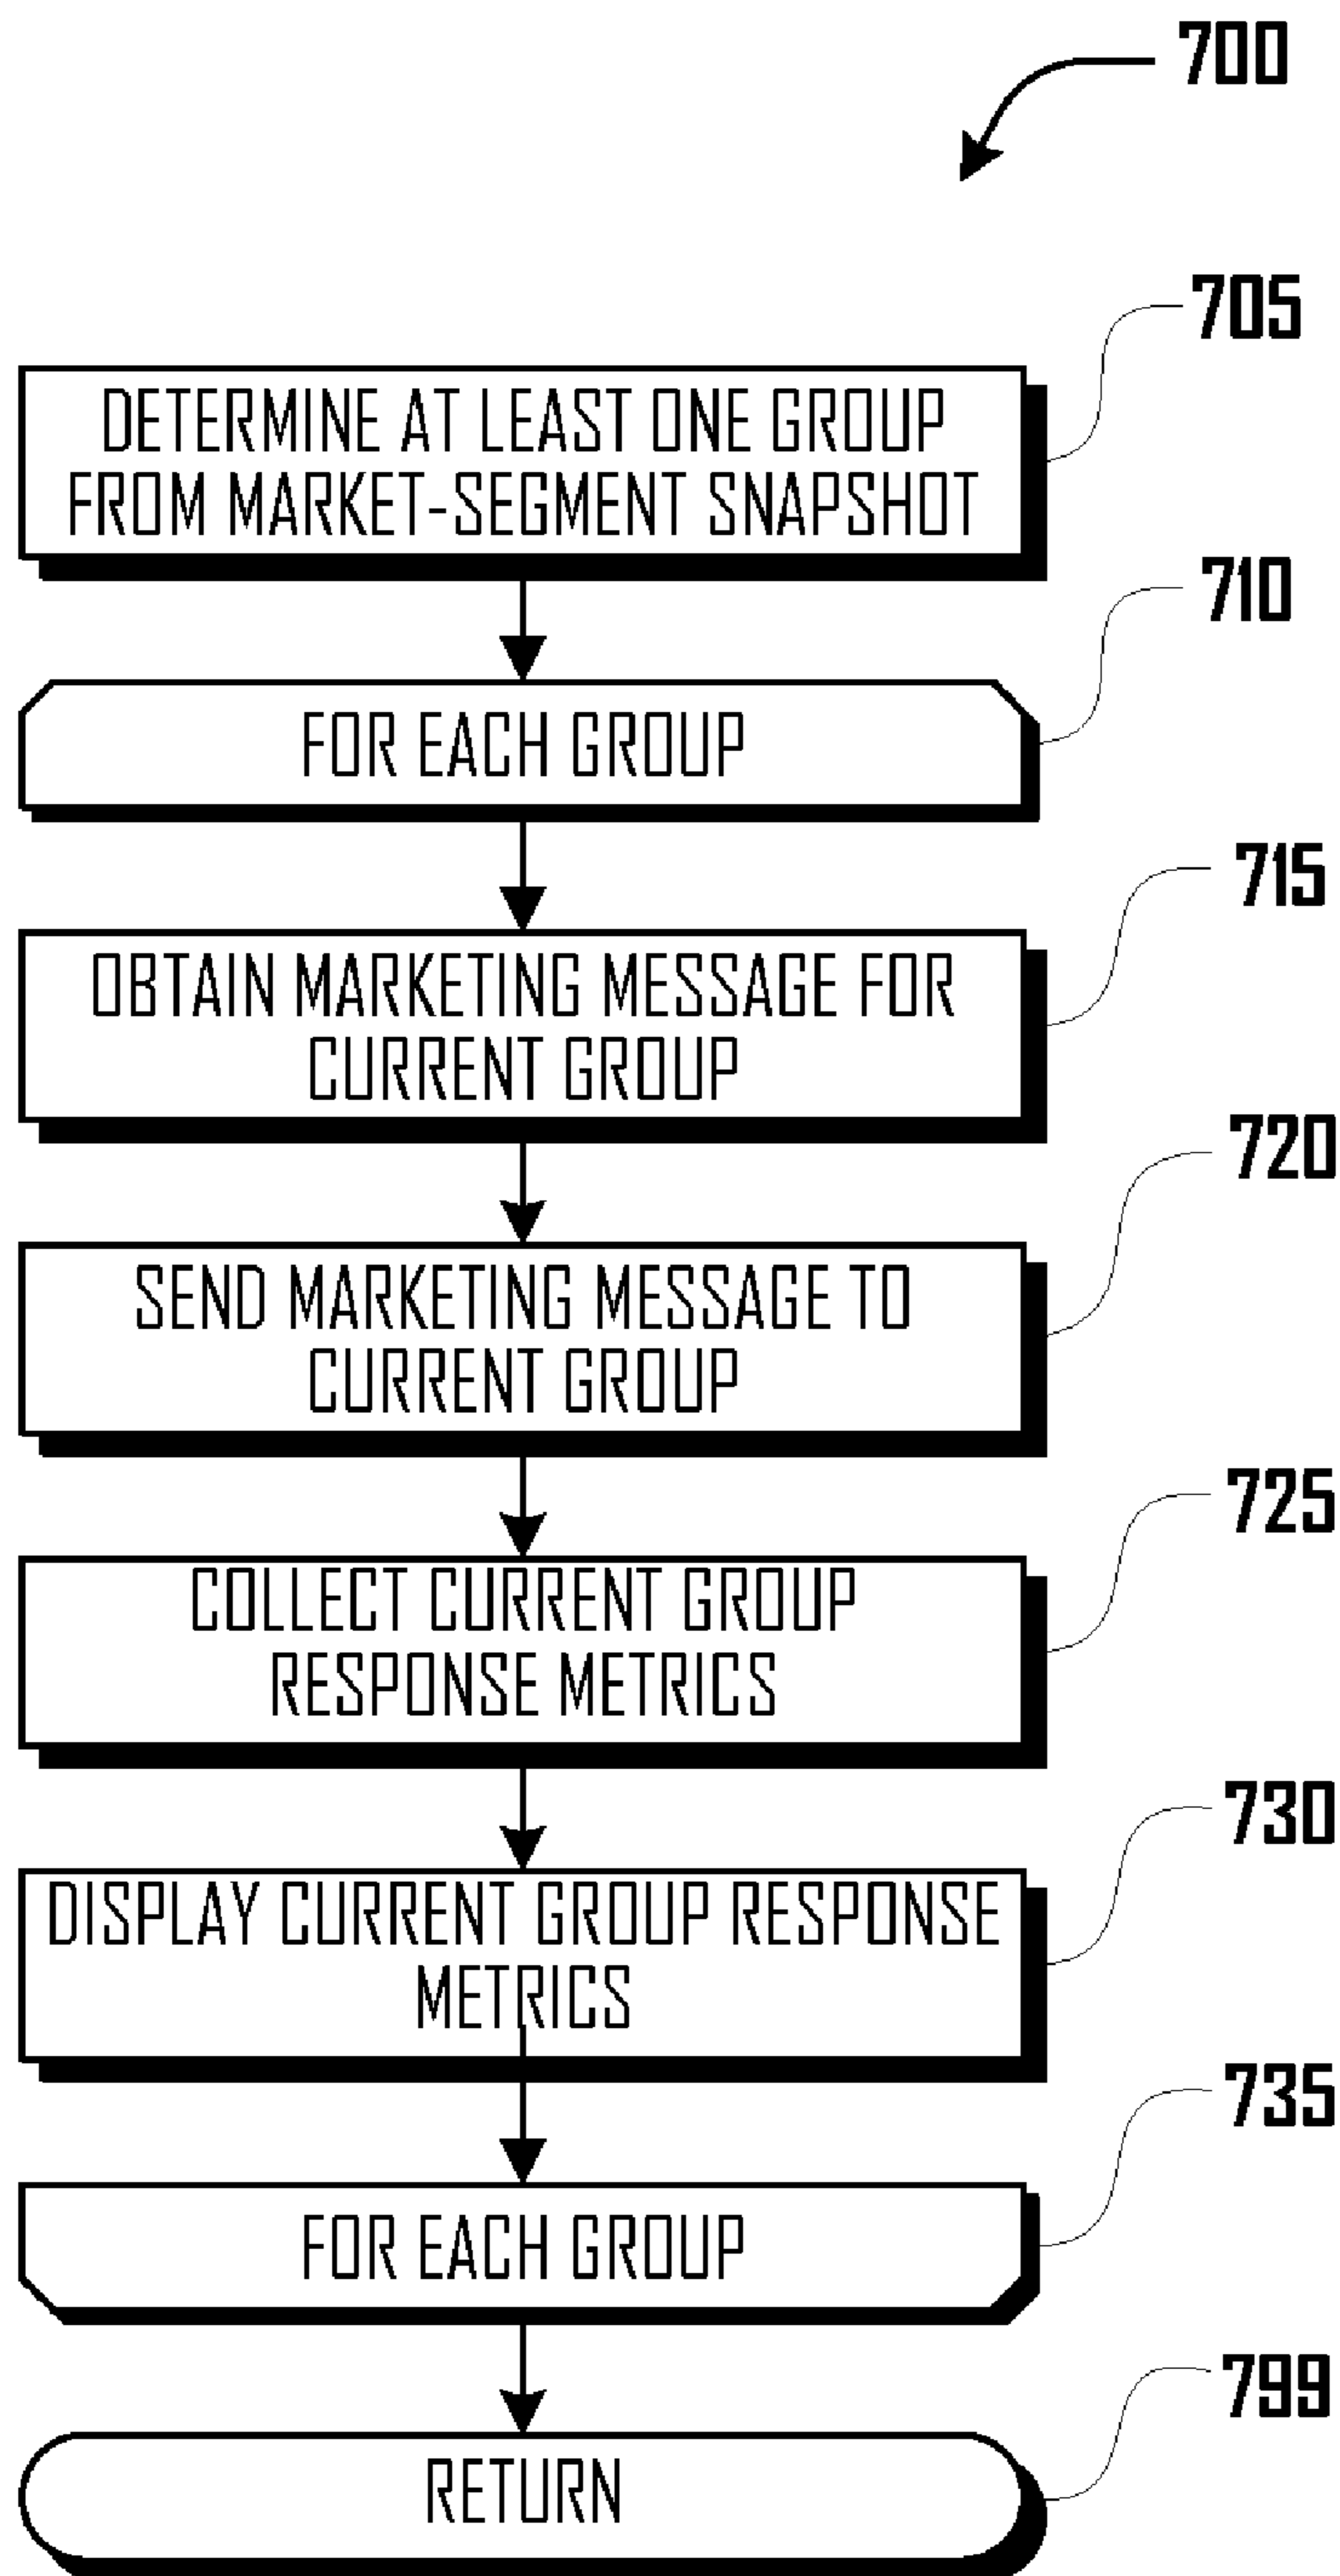 700
705
DETERMINE AT LEAST ONE GROUP
FROM MARKET-SEGMENT SNAPSHOT
710
FOR EACH GROUP
715
OBTAIN MARKETING MESSAGE FOR
CURRENT GROUP
720
SEND MARKETING MESSAGE TO
CURRENT GROUP
725
COLLECT CURRENT GROUP
RESPONSE METRICS
730
DISPLAY CURRENT GROUP RESPONSE
METRICS
735
FOR EACH GROUP
799
RETURN